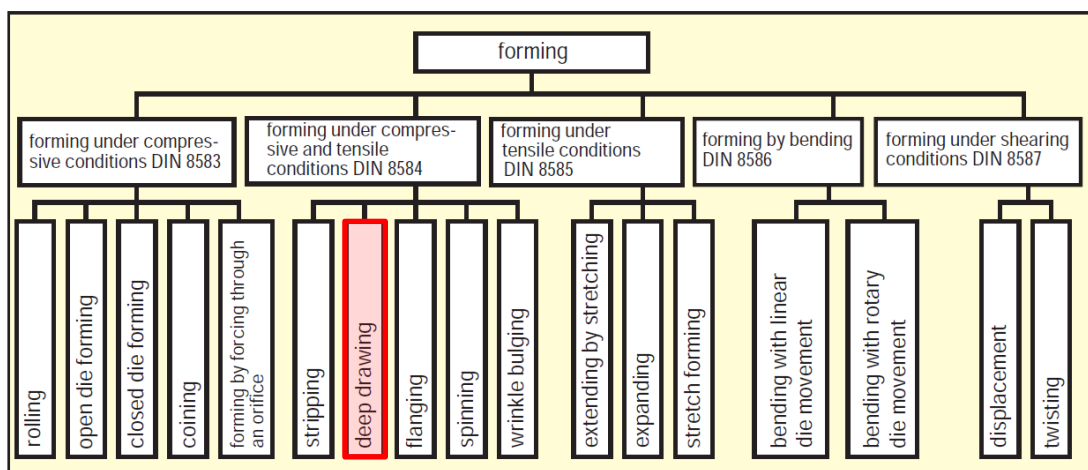 forming
forming under compres-
sive conditions DIN 8583
forming under compres-
sive and tensile
conditions DIN 8584
forming under
tensile conditions
DIN 8585
forming by bending
DIN 8586
forming under shearing
conditions DIN 8587
rolling
open die forming
closed die forming
coining
forming by forcing through
an orifice
stripping
deep drawing
flanging
spinning
wrinkle bulging
extending by stretching
expanding
stretch forming
bending with linear
die movement
bending with rotary
die movement
displacement
twisting